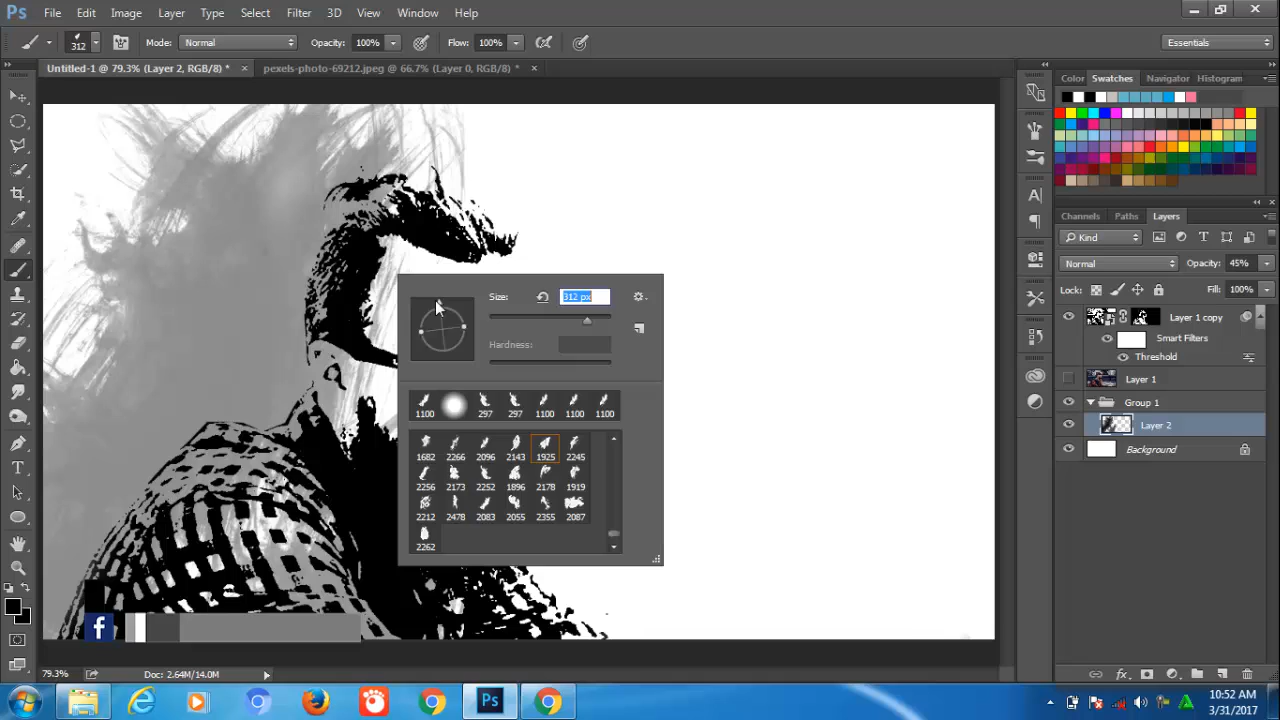 Ps File Edit Image Layer Type Select Filter 3D View Window Help
312 Mode: Normal Opacity: 100% Flow: 100% Essentials
Untitled-1 @ 79.3% (Layer 2, RGB/8) * × pexels-photo-69212.jpeg @ 66.7% (Layer 0, RGB/8) * ×
Color Swatches Navigator Histogram
Channels Paths Layers
Kind
Normal Opacity: 45%
Lock: Fill: 100%
Layer 1 copy
Smart Filters
Threshold
Layer 1
Group 1
Layer 2
Background
Size: 312 px
Hardness:
1100 297 297 1100 1100 1100
1682 2266 2096 2143 1925 2245
2256 2173 2252 1896 2178 1919
2212 2478 2083 2055 2355 2087
2262
f
79.3% Doc: 2.64M/14.0M
Ps
10:52 AM
3/31/2017